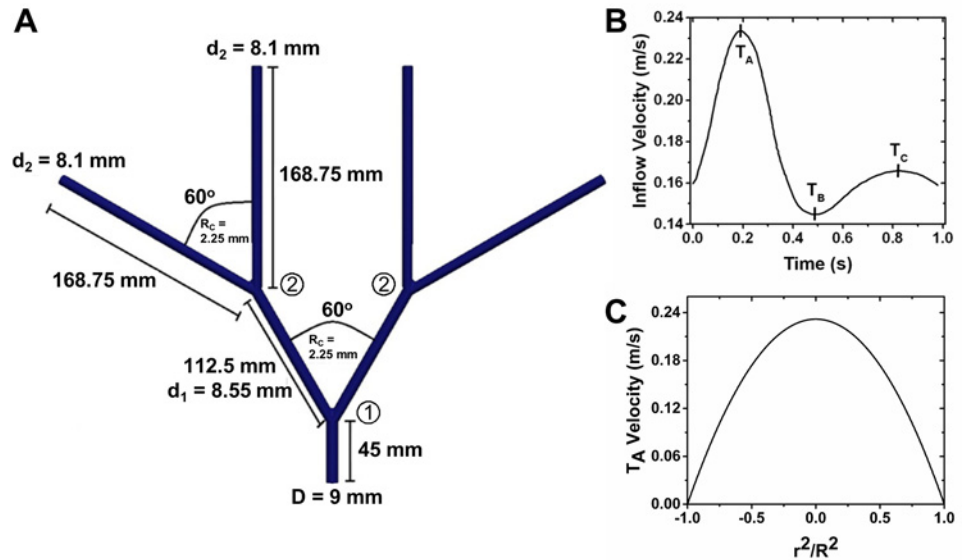 A
d₂ = 8.1 mm
d₂ = 8.1 mm
168.75 mm
60°
R_C =
2.25 mm
168.75 mm
②
②
60°
R_C =
2.25 mm
112.5 mm
d₁ = 8.55 mm
①
45 mm
D = 9 mm
B
Inflow Velocity (m/s)
0.24
0.22
0.20
0.18
0.16
0.14
T_A
T_B
T_C
0.0 0.2 0.4 0.6 0.8 1.0
Time (s)
C
T_A Velocity (m/s)
0.24
0.18
0.12
0.06
0.00
-1.0 -0.5 0.0 0.5 1.0
r²/R²